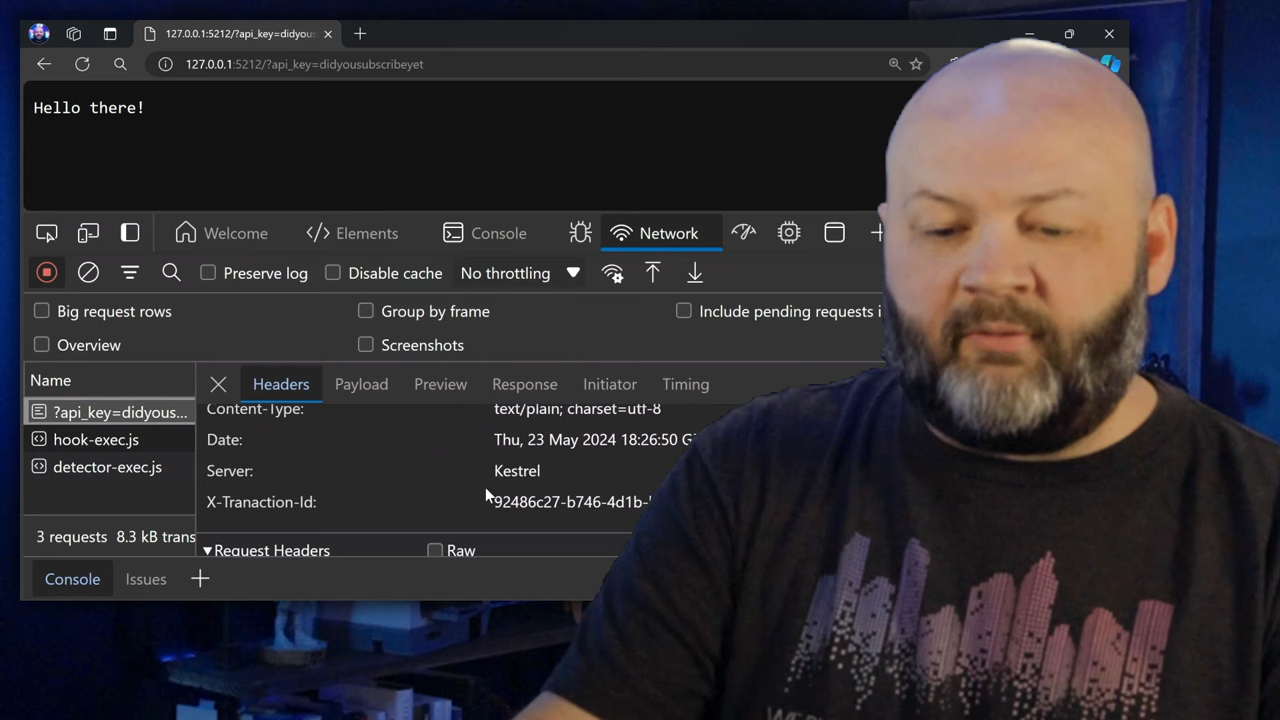 127.0.0.1:5212/?api_key=didyous
127.0.0.1:5212/?api_key=didyousubscribeyet
Hello there!
Welcome
Elements
Console
Network
Preserve log
Disable cache
No throttling
Big request rows
Group by frame
Include pending requests i
Overview
Screenshots
Name
Headers
Payload
Preview
Response
Initiator
Timing
?api_key=didyous...
Content-Type:
text/plain; charset=utf-8
hook-exec.js
Date:
Thu, 23 May 2024 18:26:50 G
detector-exec.js
Server:
Kestrel
X-Tranaction-Id:
92486c27-b746-4d1b-
3 requests 8.3 kB trans
Request Headers
Raw
Console
Issues